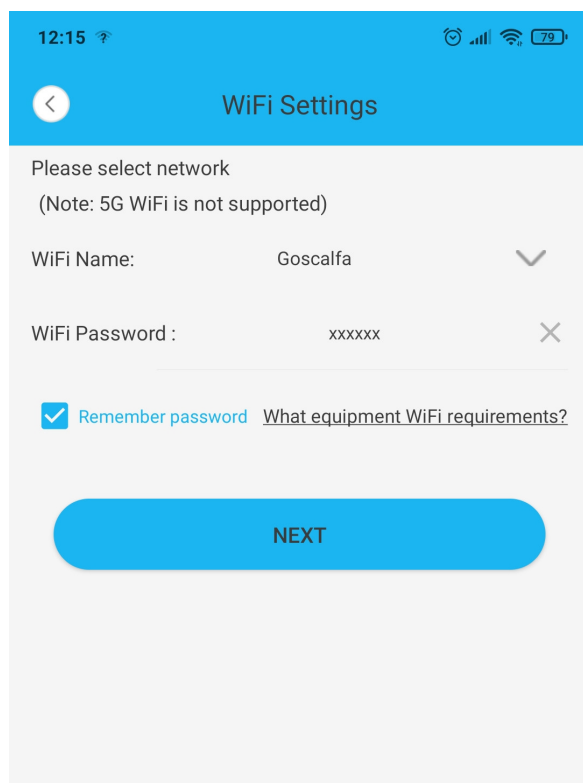 12:15 79
WiFi Settings
Please select network
(Note: 5G WiFi is not supported)
WiFi Name: Goscalfa
WiFi Password : xxxxxx
Remember password What equipment WiFi requirements?
NEXT